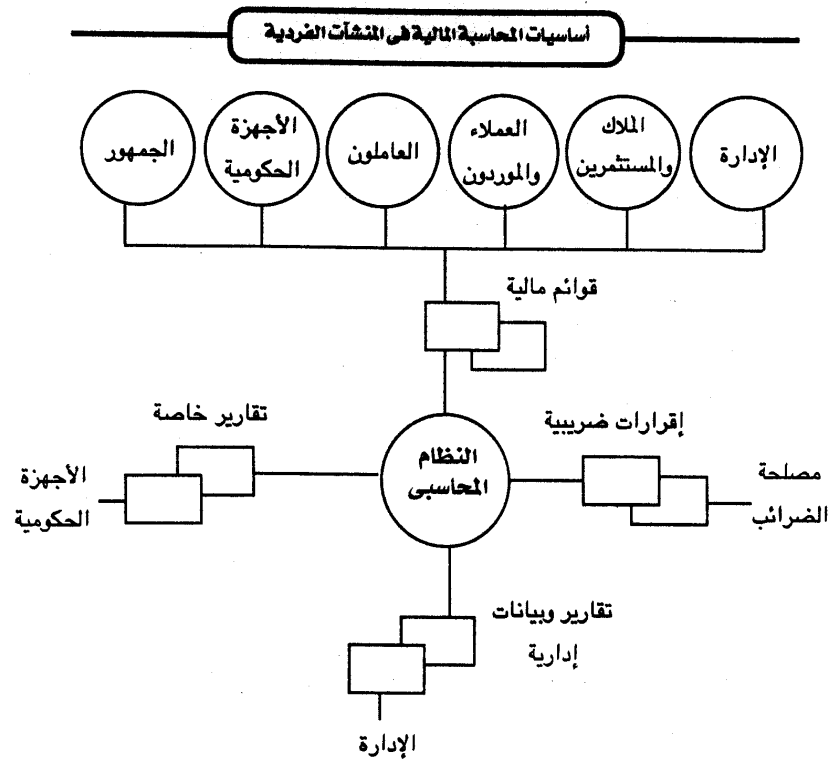 أساسيات المحاسبة المالية فى المنشآت الفردية
الإدارة
الملاك
والمستثمرين
العملاء
والموردون
العاملون
الأجهزة
الحكومية
الجمهور
قوائم مالية
إقرارات ضريبية
مصلحة
الضرائب
النظام
المحاسبى
تقارير خاصة
الأجهزة
الحكومية
تقارير وبيانات
إدارية
الإدارة